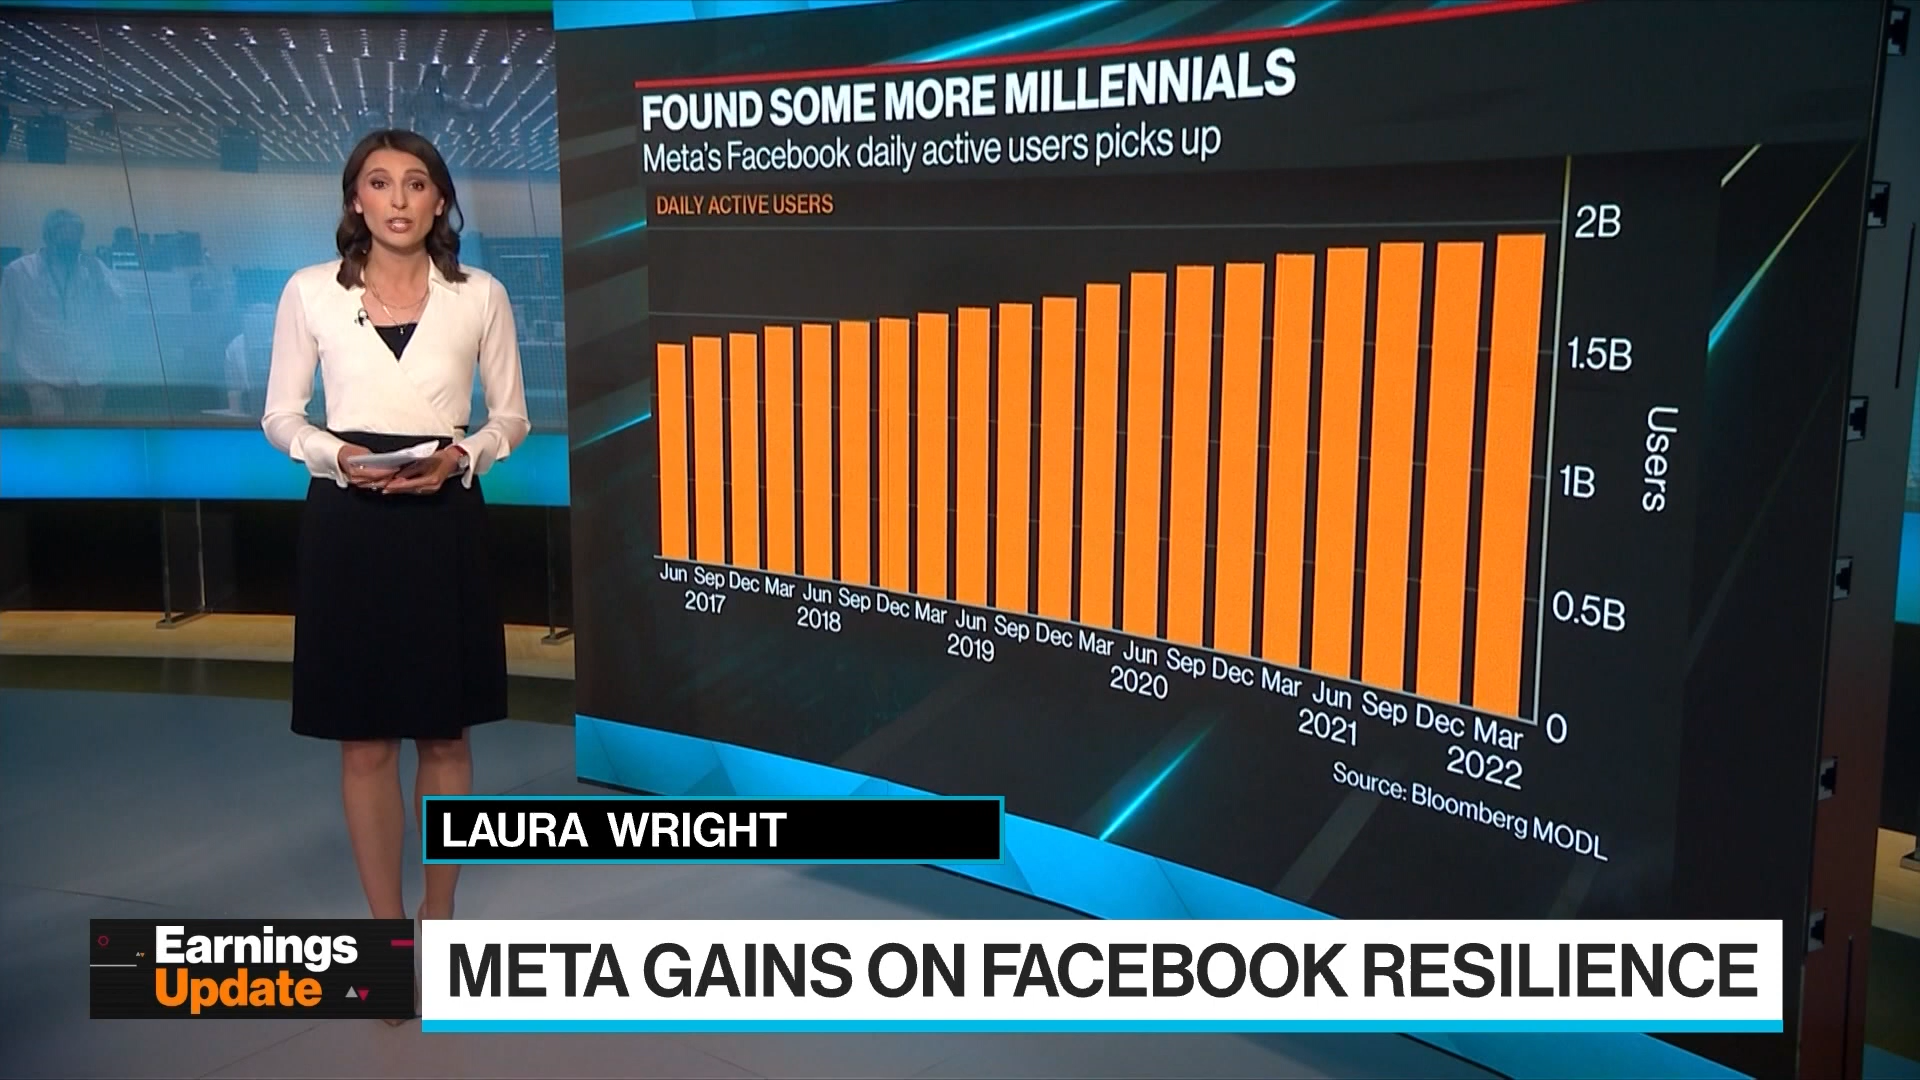 FOUND SOME MORE MILLENNIALS
Meta's Facebook daily active users picks up
DAILY ACTIVE USERS
2B
1.5B
1B
0.5B
0
Users
Jun Sep Dec Mar Jun Sep Dec Mar Jun Sep Dec Mar Jun Sep Dec Mar Jun Sep Dec Mar
2017 2018 2019 2020 2021 2022
Source: Bloomberg MODL
LAURA WRIGHT
Earnings
Update
META GAINS ON FACEBOOK RESILIENCE